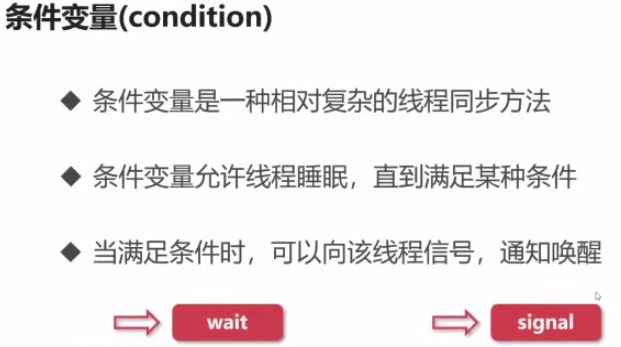 条件变量(condition)
条件变量是一种相对复杂的线程同步方法
条件变量允许线程睡眠，直到满足某种条件
当满足条件时，可以向该线程信号，通知唤醒
wait
signal